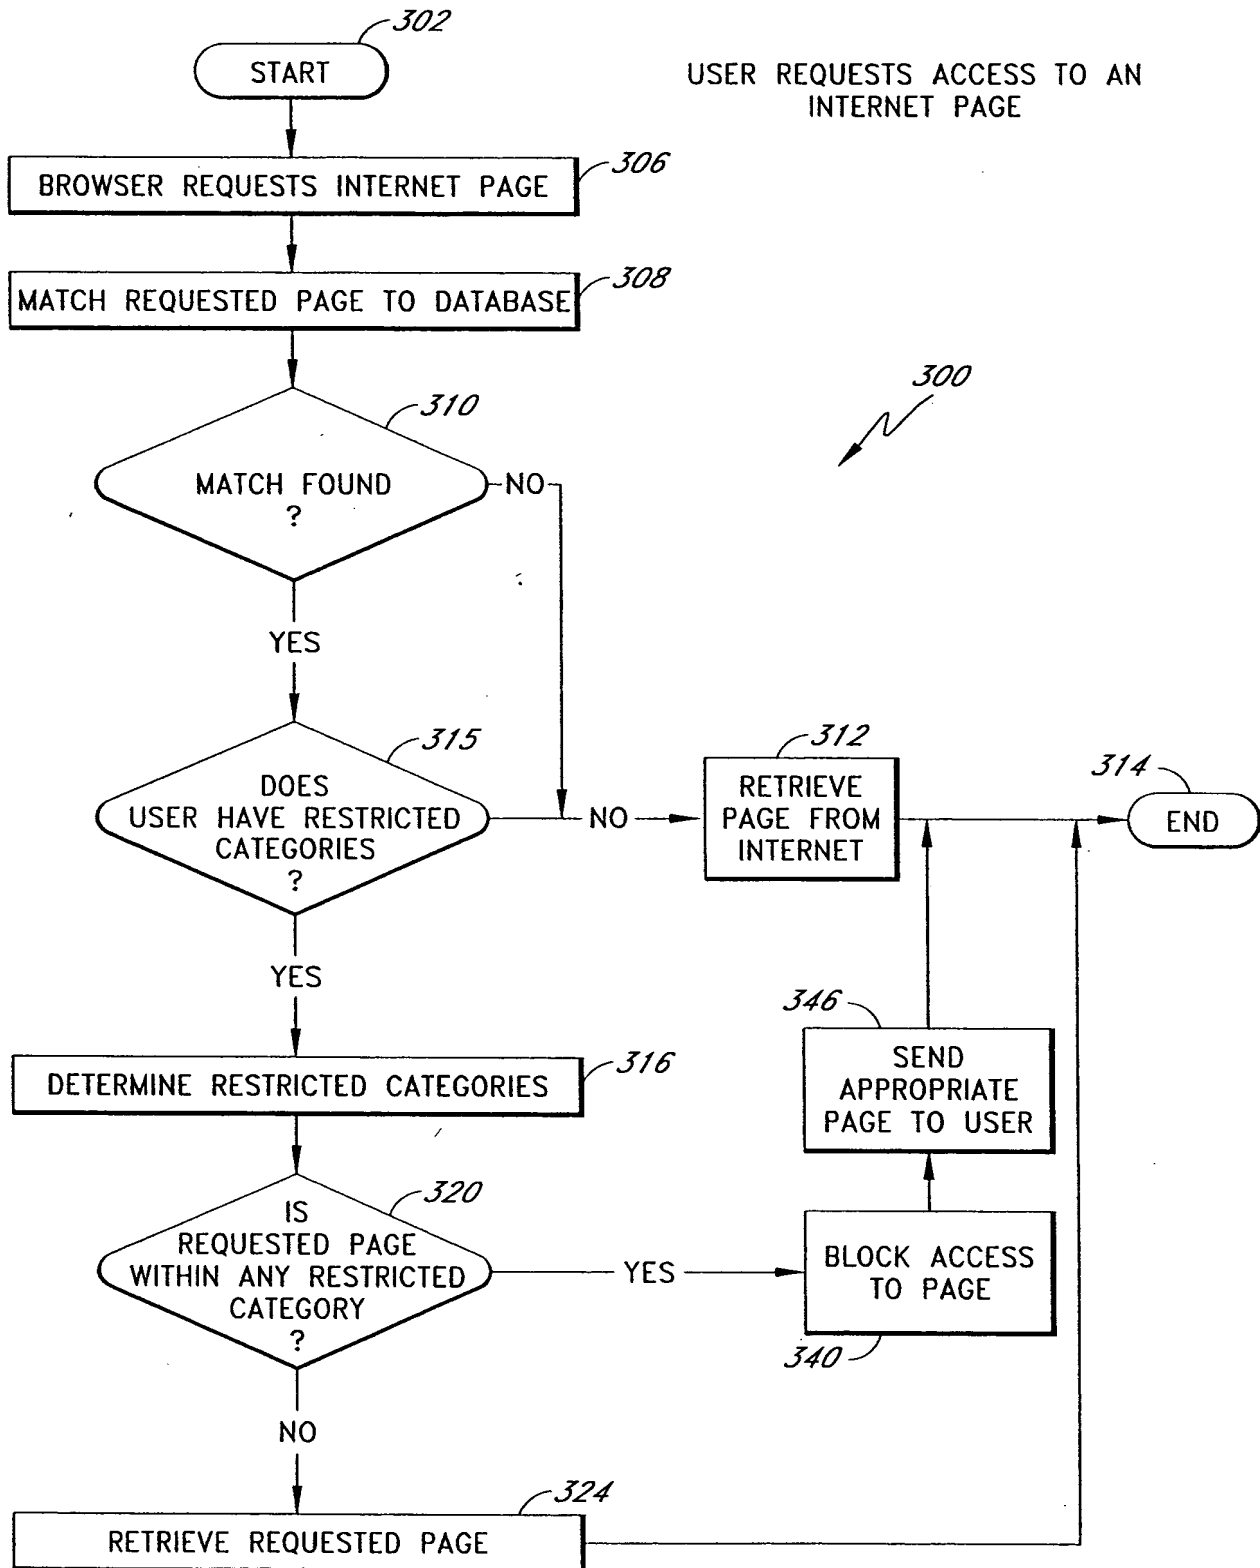 302
START
USER REQUESTS ACCESS TO AN
INTERNET PAGE
306
BROWSER REQUESTS INTERNET PAGE
308
MATCH REQUESTED PAGE TO DATABASE
300
310
MATCH FOUND
?
NO
YES
315
DOES
USER HAVE RESTRICTED
CATEGORIES
?
NO
312
RETRIEVE
PAGE FROM
INTERNET
314
END
YES
316
DETERMINE RESTRICTED CATEGORIES
346
SEND
APPROPRIATE
PAGE TO USER
320
IS
REQUESTED PAGE
WITHIN ANY RESTRICTED
CATEGORY
?
YES
BLOCK ACCESS
TO PAGE
340
NO
324
RETRIEVE REQUESTED PAGE